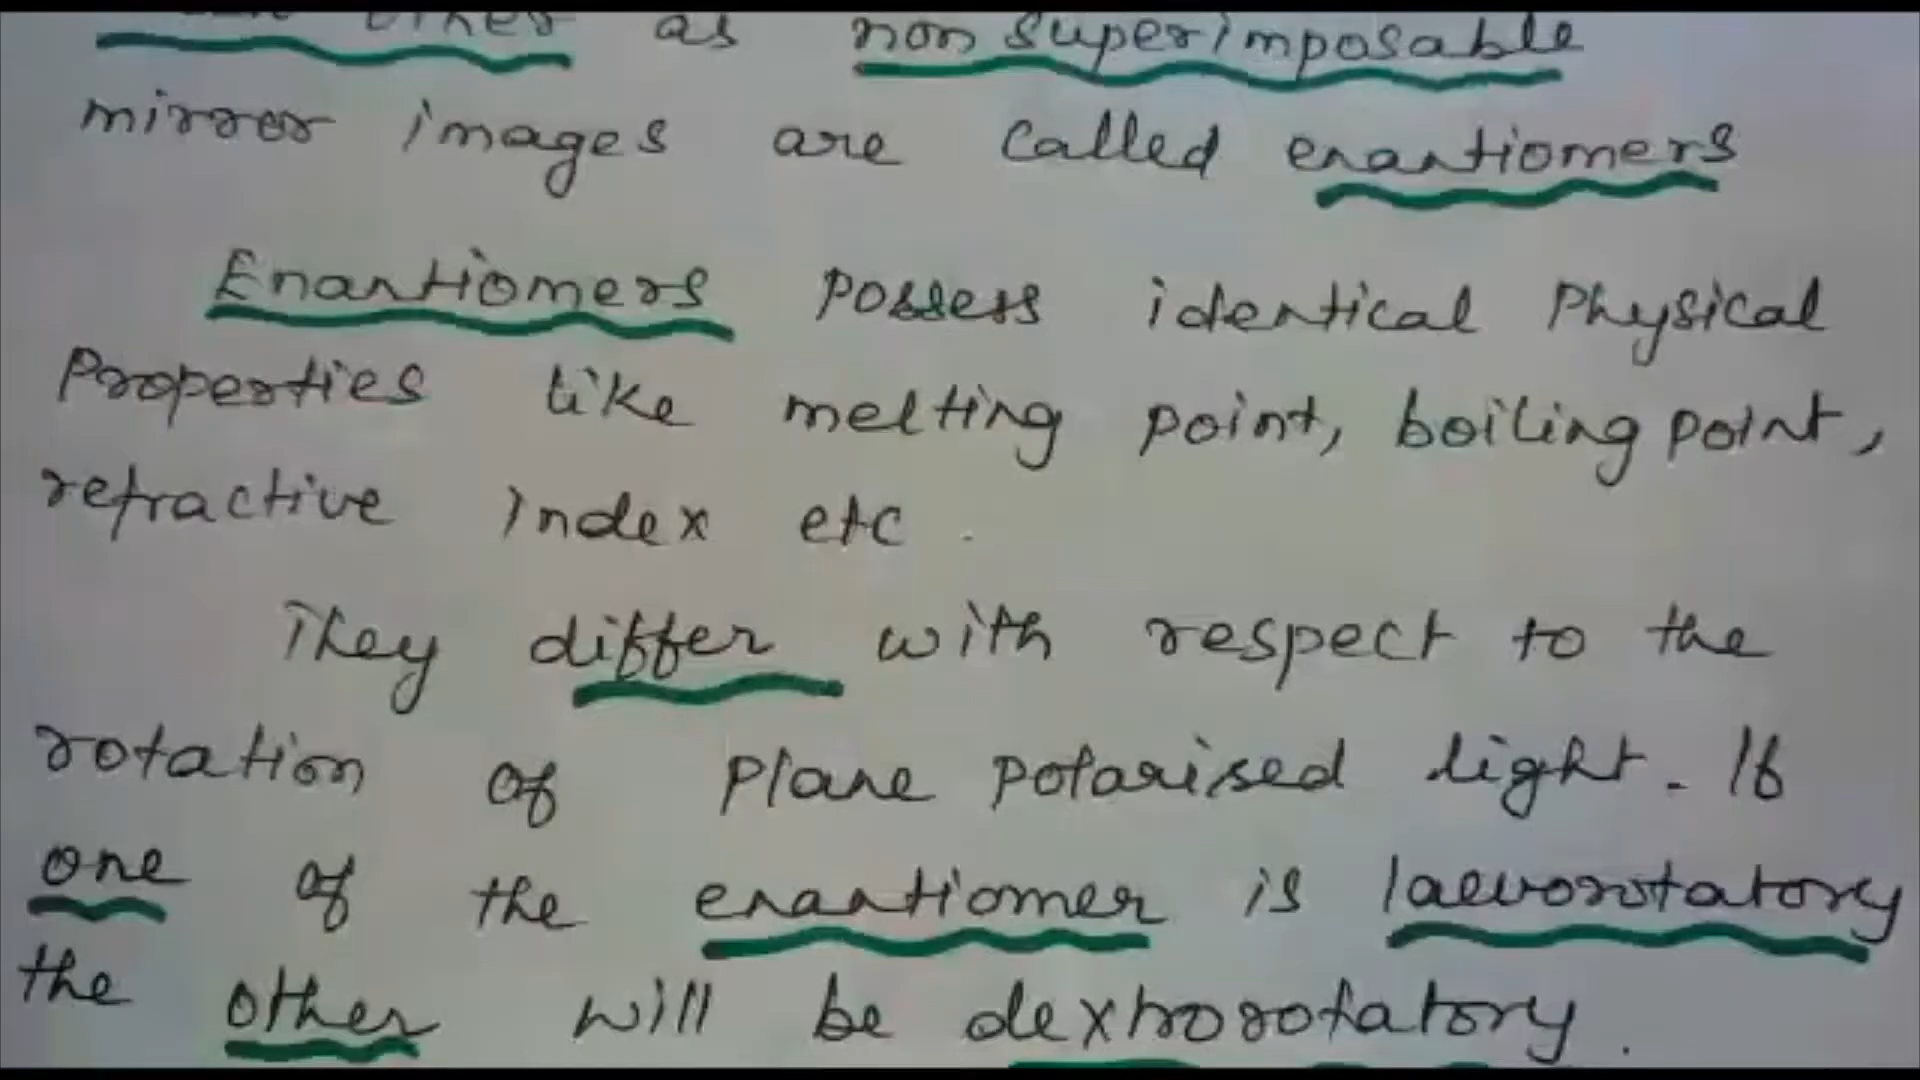 other as non superimposable
mirror images are called enantiomers
Enantiomers possess identical Physical
Properties like melting point, boiling point,
refractive index etc.
They differ with respect to the
rotation of plane polarised light. If
one of the enantiomer is laevorotatory
the other will be dextrorotatory.